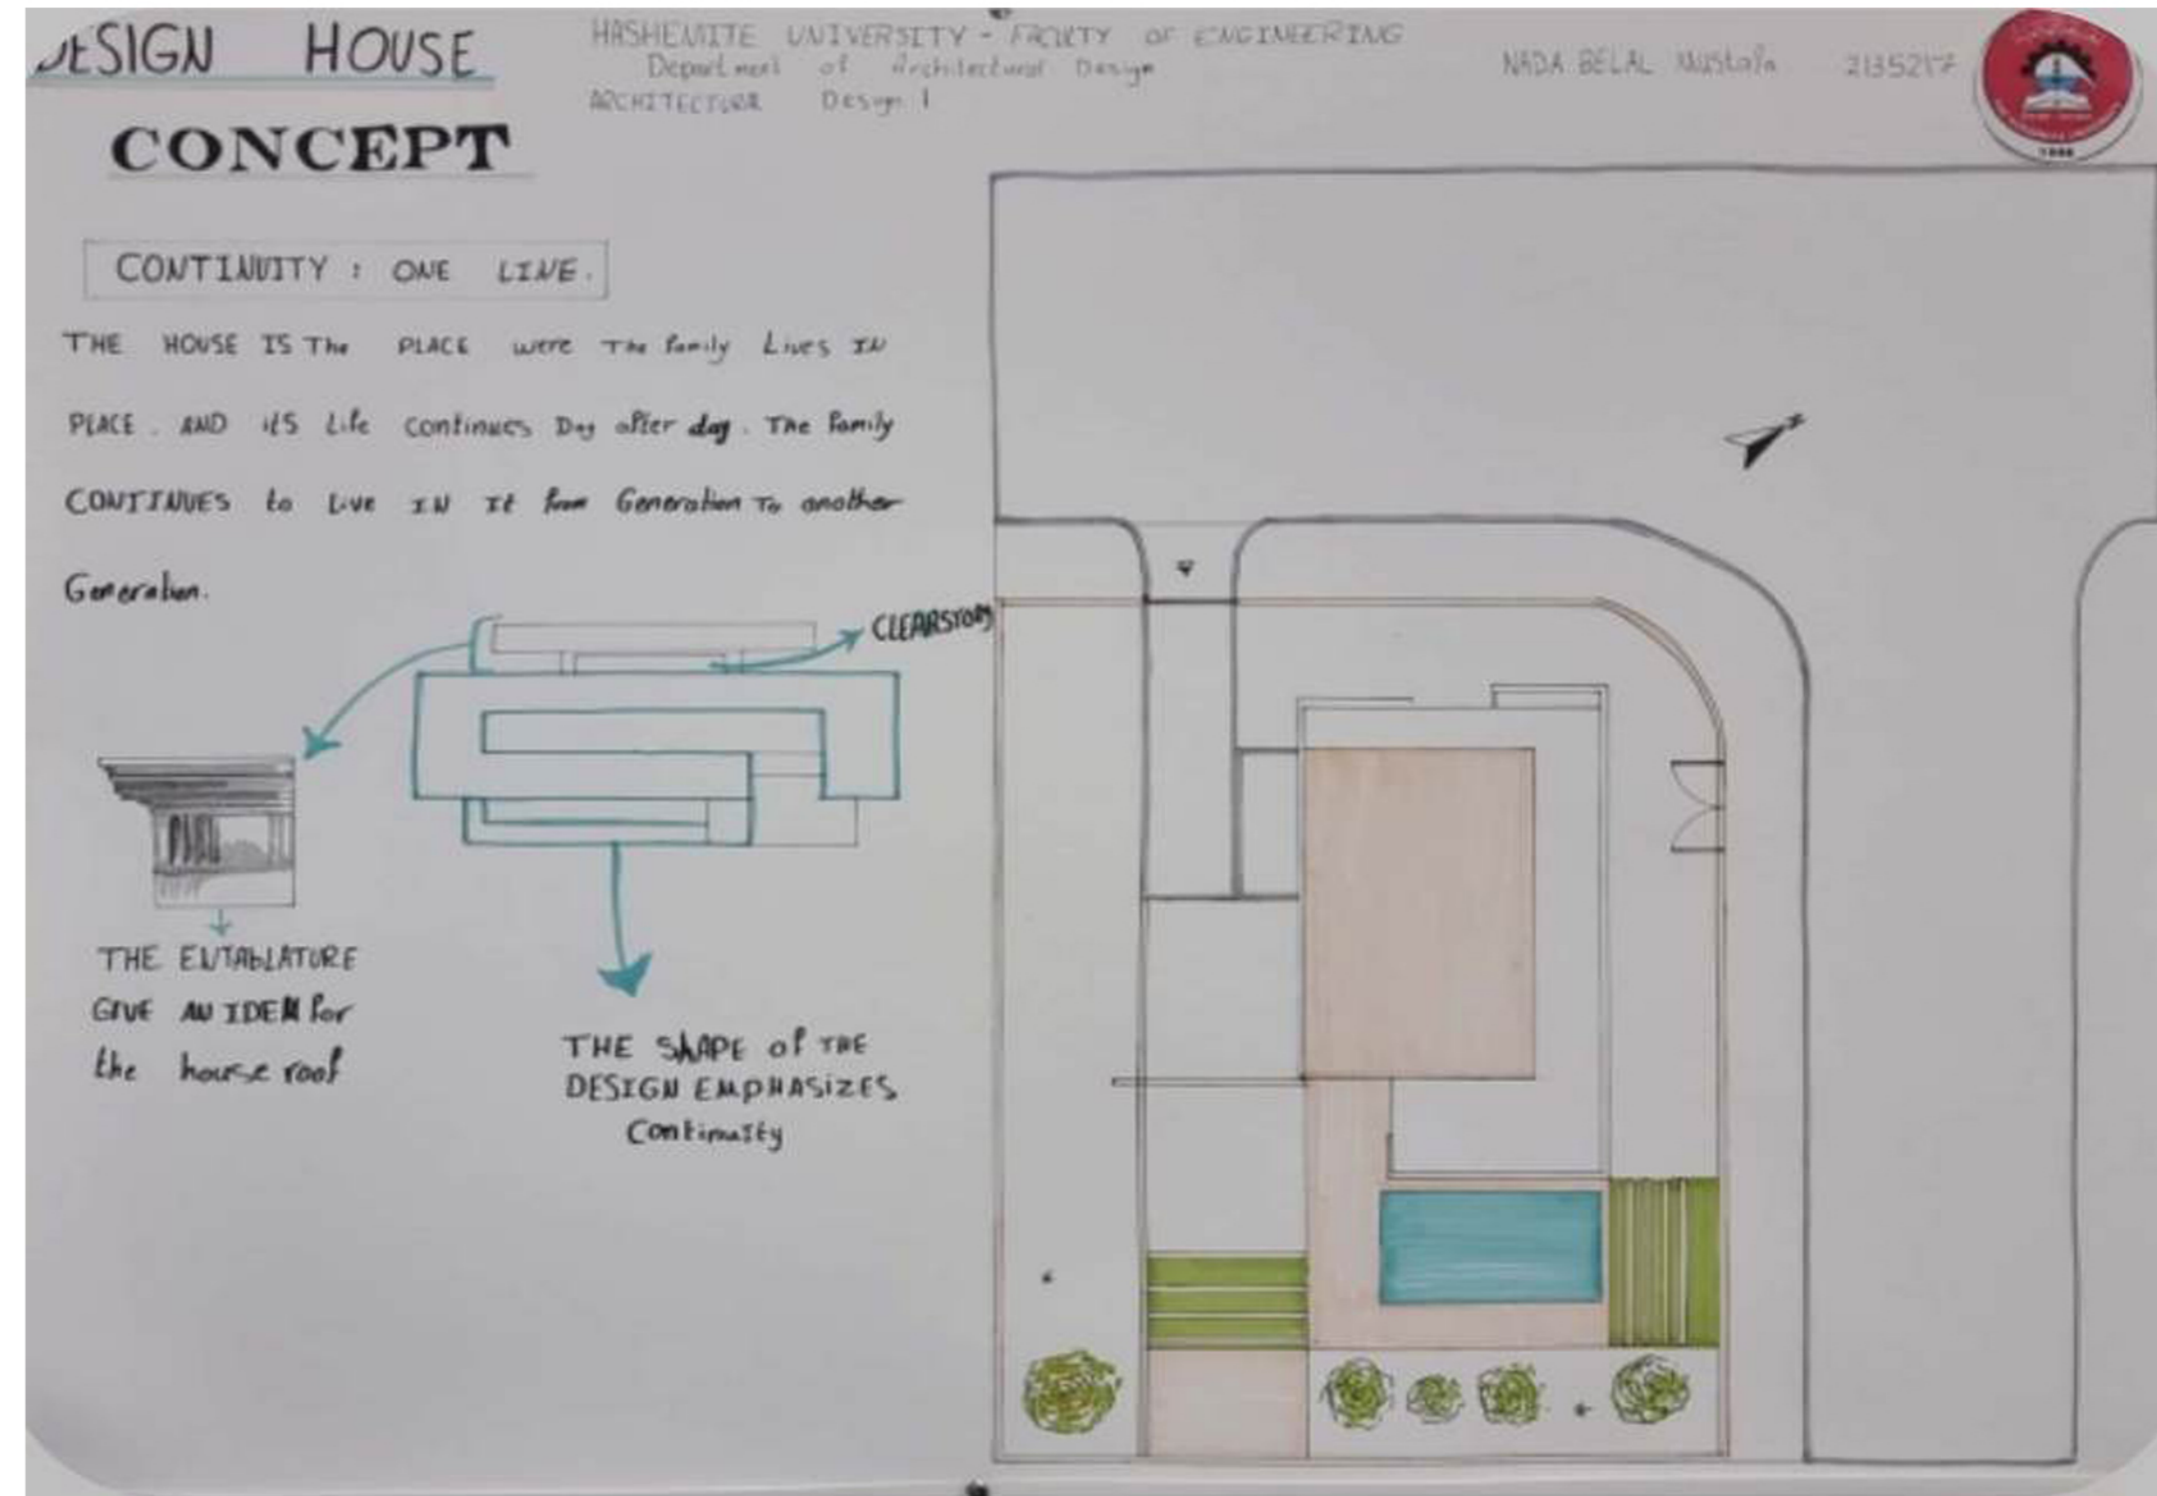 DESIGN HOUSE
HASHEMITE UNIVERSITY - FACULTY OF ENGINEERING
Department of Architectural Design
ARCHITECTURA Design 1
NADA BELAL Mustafa 2135217
CONCEPT
CONTINUITY : ONE LINE.
THE HOUSE IS The PLACE were The family Lives IN
PLACE. AND its Life continues Day after day. The family
CONTINUES to Live IN It from Generation To another
Generation.
CLEARSTORY
THE ENTABLATURE
GIVE AN IDEA for
the house roof
THE SHAPE of THE
DESIGN EMPHASIZES
Continuity